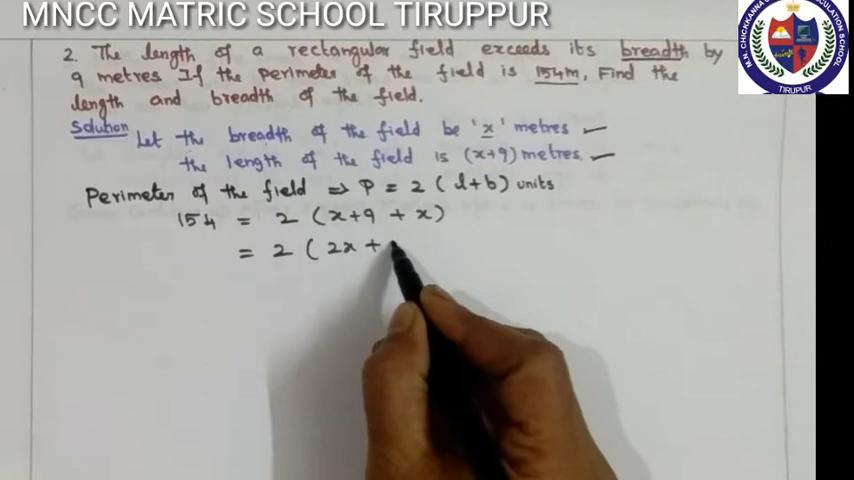 MNCC MATRIC SCHOOL TIRUPPUR
2. The length of a rectangular field exceeds its breadth by
9 metres If the perimeter of the field is 154m, Find the
length and breadth of the field.
Solution Let the breadth of the field be 'x' metres
the length of the field is (x+9) metres.
Perimeter of the field ⇒ P = 2 ( l+b) units
154 = 2 (x+9 + x)
= 2 ( 2x +
TIRUPUR